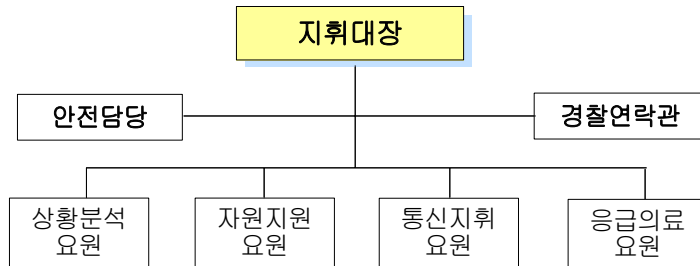 지휘대장
안전담당
경찰연락관
상황분석
요원
자원지원
요원
통신지휘
요원
응급의료
요원